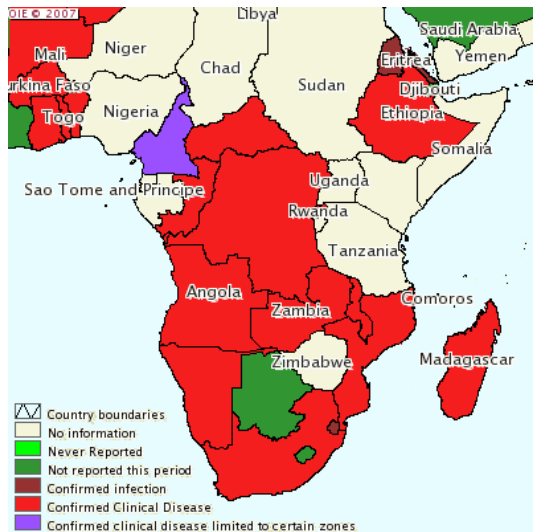 OIE © 2007
Libya
Saudi Arabia
Mali
Niger
Eritrea
Yemen
Chad
Burkina Faso
Sudan
Djibouti
Nigeria
Togo
Ethiopia
Somalia
Uganda
Sao Tome and Principe
Rwanda
Tanzania
Angola
Comoros
Zambia
Zimbabwe
Madagascar
Country boundaries
No information
Never Reported
Not reported this period
Confirmed infection
Confirmed Clinical Disease
Confirmed clinical disease limited to certain zones